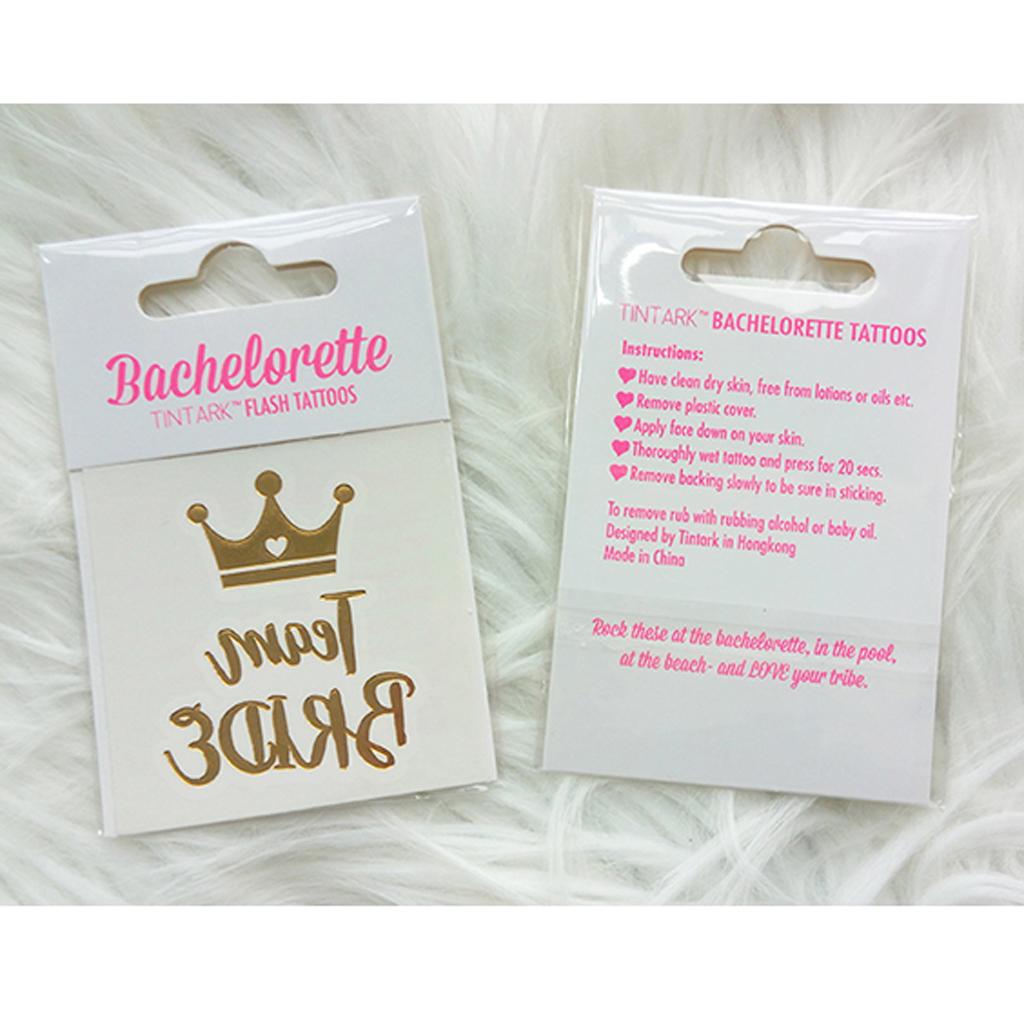 Bachelorette
TINTARK™ FLASH TATTOOS
Team
BRIDE
TINTARK™ BACHELORETTE TATTOOS
Instructions:
Have clean dry skin, free from lotions or oils etc.
Remove plastic cover.
Apply face down on your skin.
Thoroughly wet tattoo and press for 20 secs.
Remove backing slowly to be sure in sticking.
To remove rub with rubbing alcohol or baby oil.
Designed by Tintark in Hongkong
Made in China
Rock these at the bachelorette, in the pool,
at the beach- and LOVE your tribe.